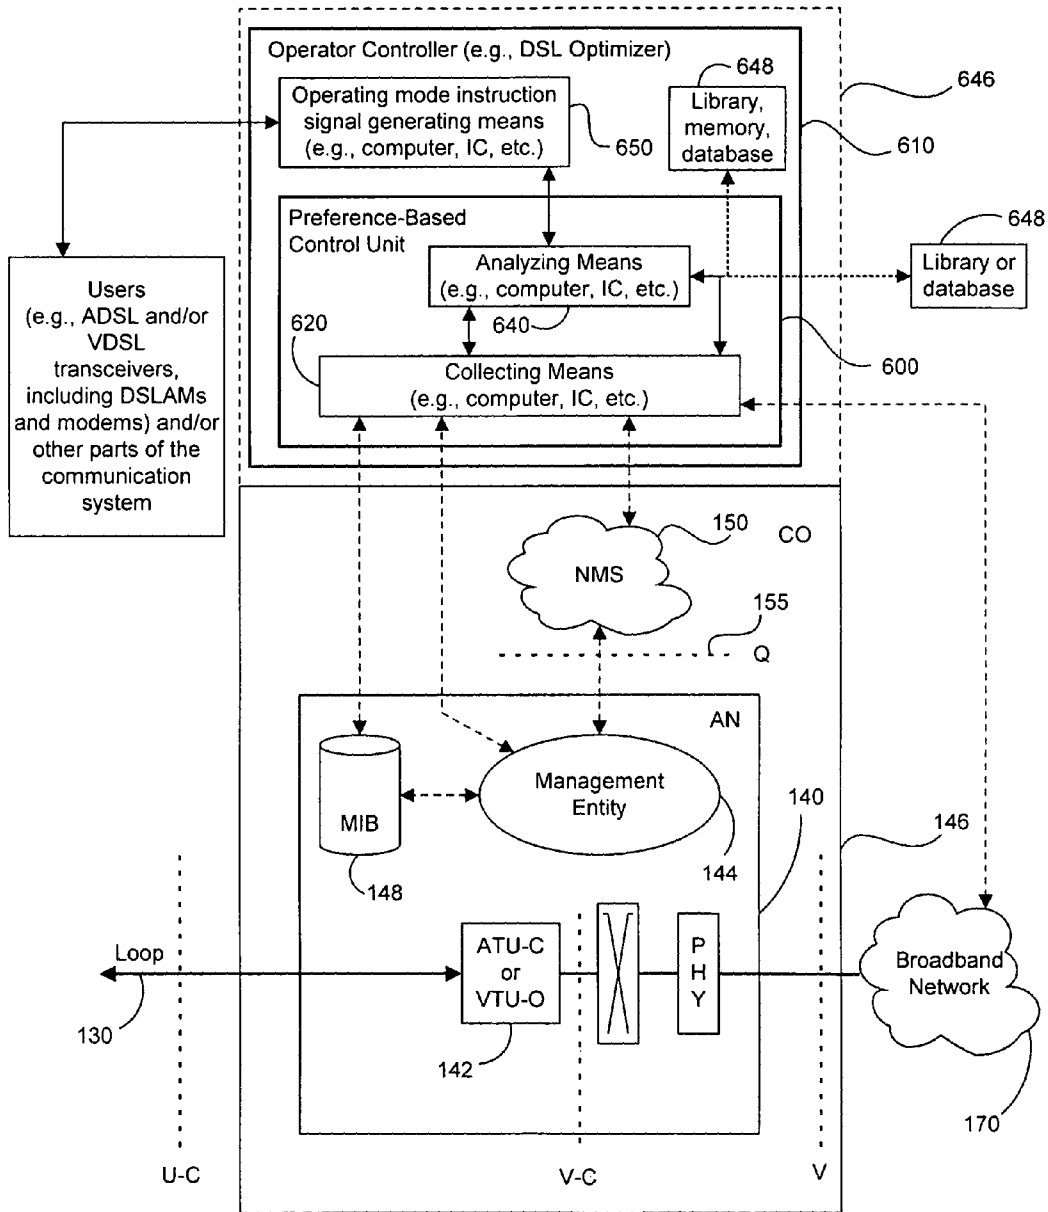 Operator Controller (e.g., DSL Optimizer)
Operating mode instruction
signal generating means
(e.g., computer, IC, etc.)
650
648
Library,
memory,
database
646
610
Preference-Based
Control Unit
Analyzing Means
(e.g., computer, IC, etc.)
640
620
Collecting Means
(e.g., computer, IC, etc.)
648
Library or
database
600
Users
(e.g., ADSL and/or
VDSL
transceivers,
including DSLAMs
and modems) and/or
other parts of the
communication
system
150
CO
NMS
155
Q
AN
MIB
148
Management
Entity
144
140
146
Loop
130
ATU-C
or
VTU-O
142
P
H
Y
Broadband
Network
170
U-C
V-C
V